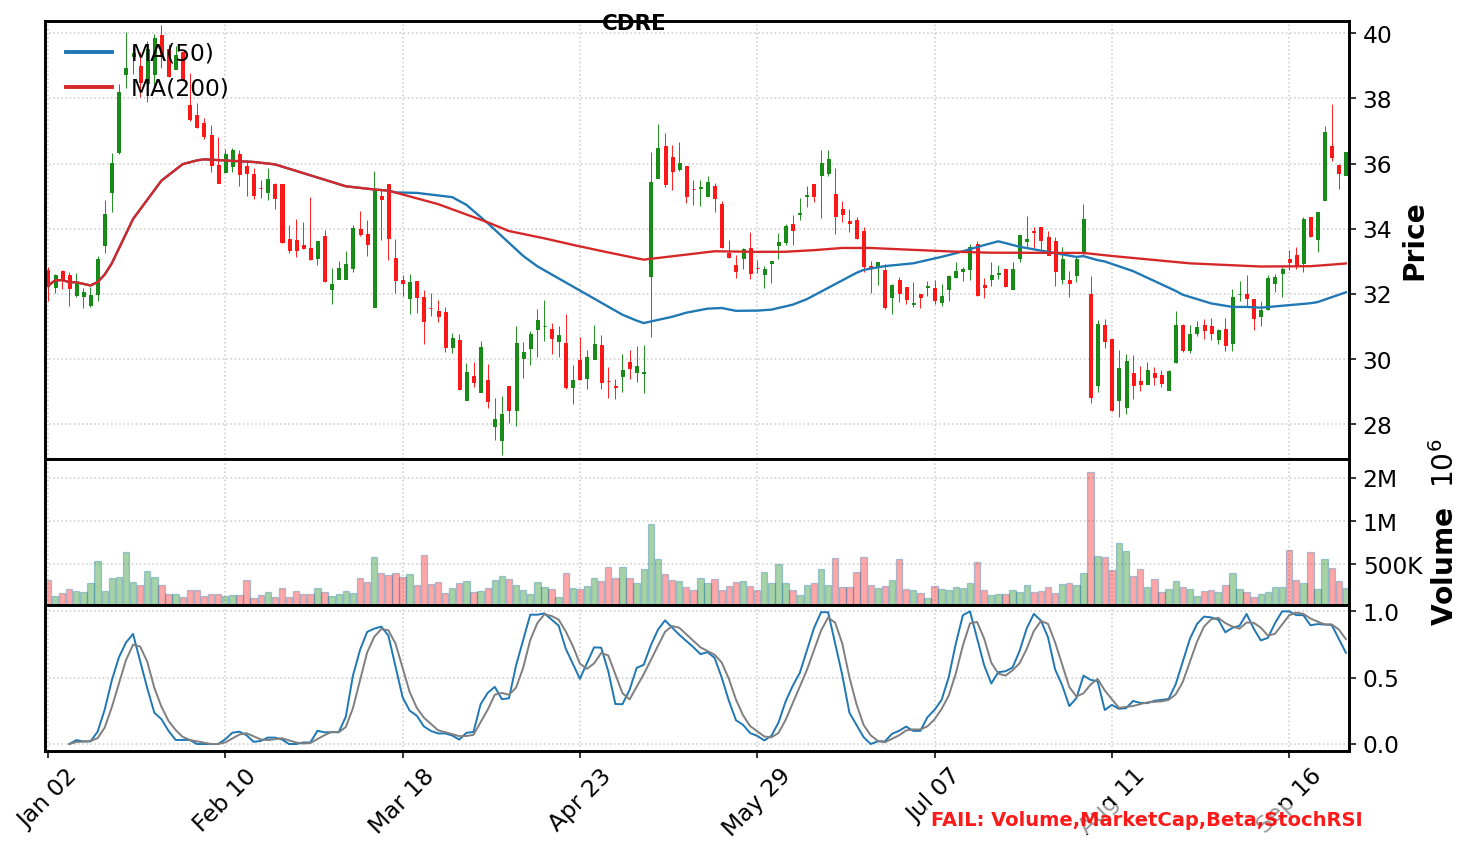 CDRE
MA(50)
MA(200)
40
38
36
34
32
30
28
Price
2M
1M
500K
Volume 10^6
1.0
0.5
0.0
Jan 02
Feb 10
Mar 18
Apr 23
May 29
Jul 07
Aug 11
Sep 16
FAIL: Volume,MarketCap,Beta,StochRSI